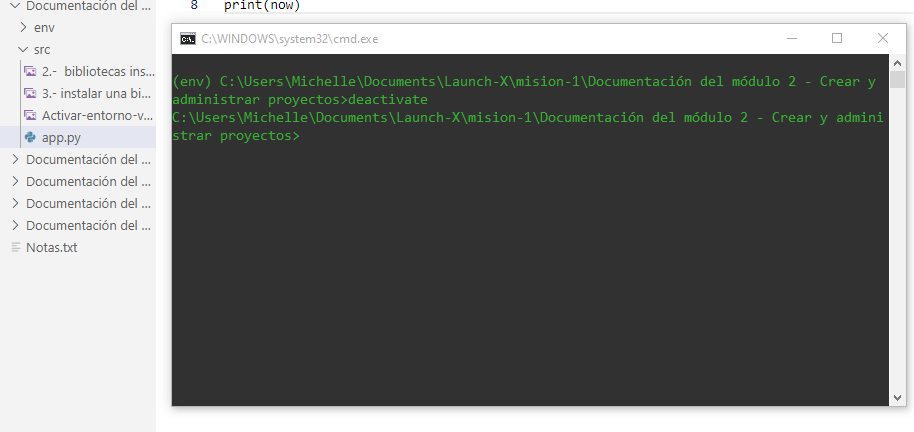 Documentación del ...
env
src
2.- bibliotecas ins...
3.- instalar una bi...
Activar-entorno-v...
app.py
Documentación del ...
Documentación del ...
Documentación del ...
Documentación del ...
Notas.txt
8 print(now)
C:\WINDOWS\system32\cmd.exe
(env) C:\Users\Michelle\Documents\Launch-X\mision-1\Documentación del módulo 2 - Crear y
administrar proyectos>deactivate
C:\Users\Michelle\Documents\Launch-X\mision-1\Documentación del módulo 2 - Crear y admini
strar proyectos>